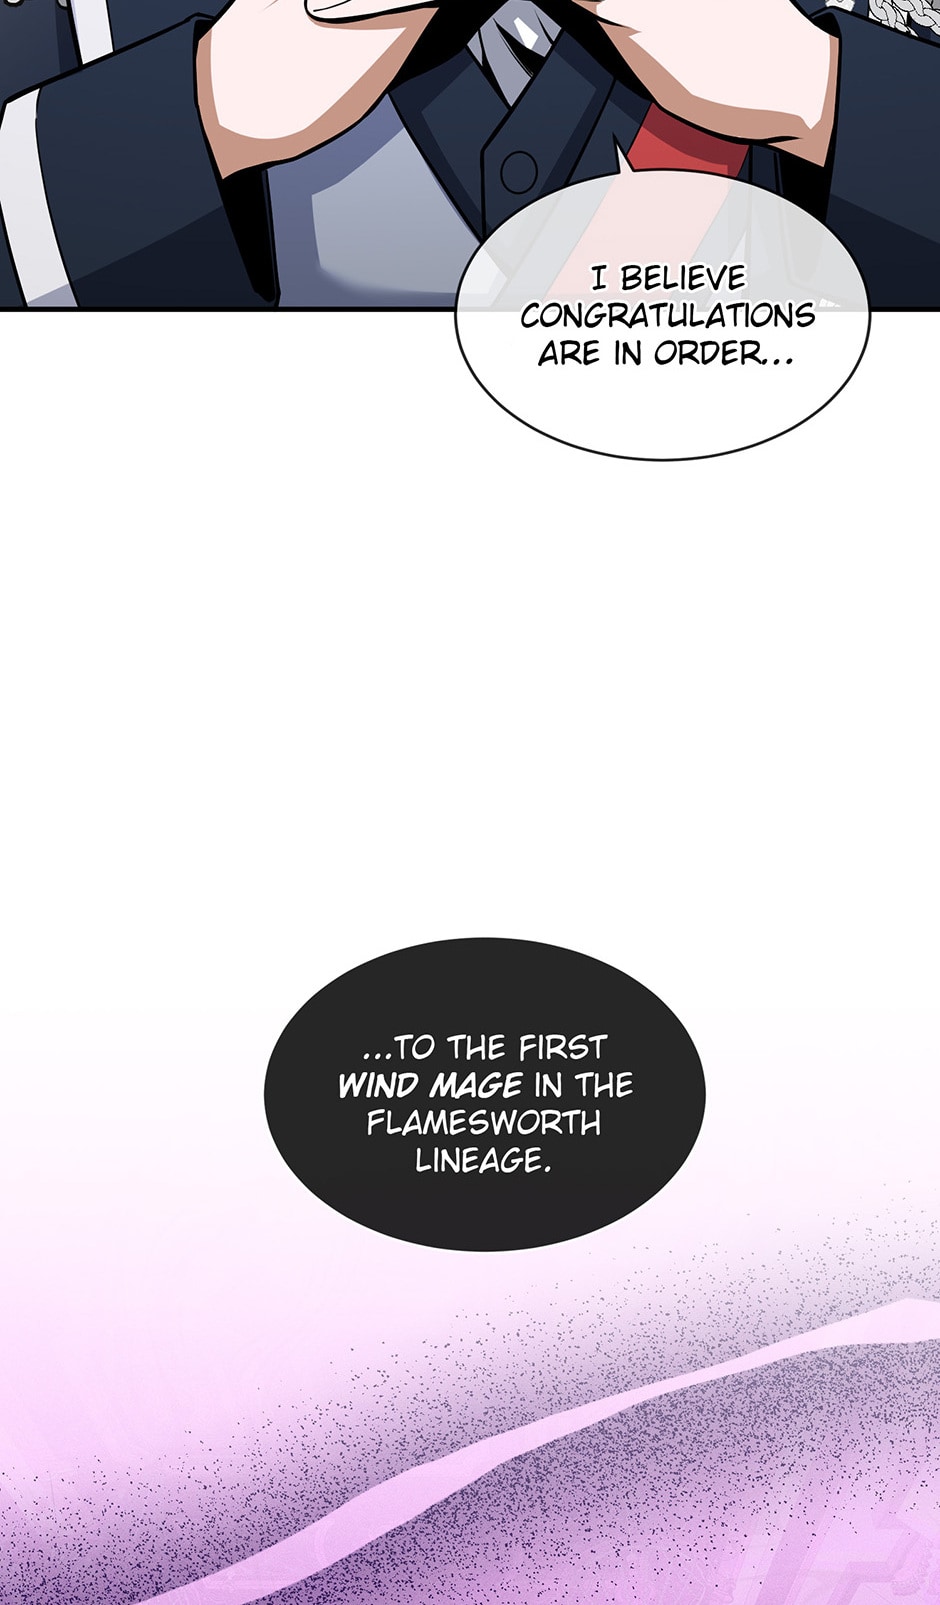 I BELIEVE
CONGRATULATIONS
ARE IN ORDER...
...TO THE FIRST
WIND MAGE IN THE
FLAMESWORTH
LINEAGE.